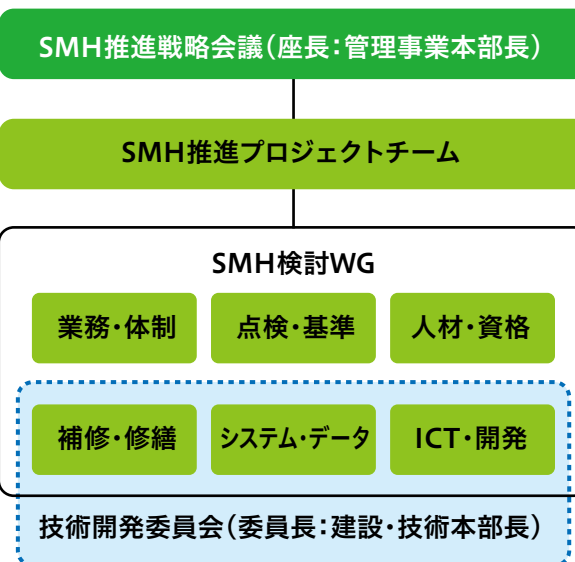 SMH推進戦略会議(座長:管理事業本部長)
SMH推進プロジェクトチーム
SMH検討WG
業務・体制
点検・基準
人材・資格
補修・修繕
システム・データ
ICT・開発
技術開発委員会(委員長:建設・技術本部長)